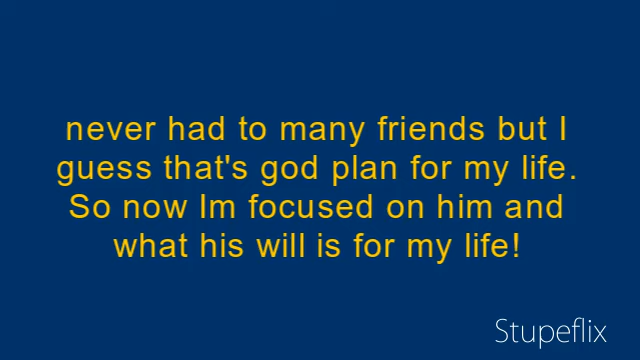 never had to many friends but I
guess that's god plan for my life.
So now Im focused on him and
what his will is for my life!
Stupeflix